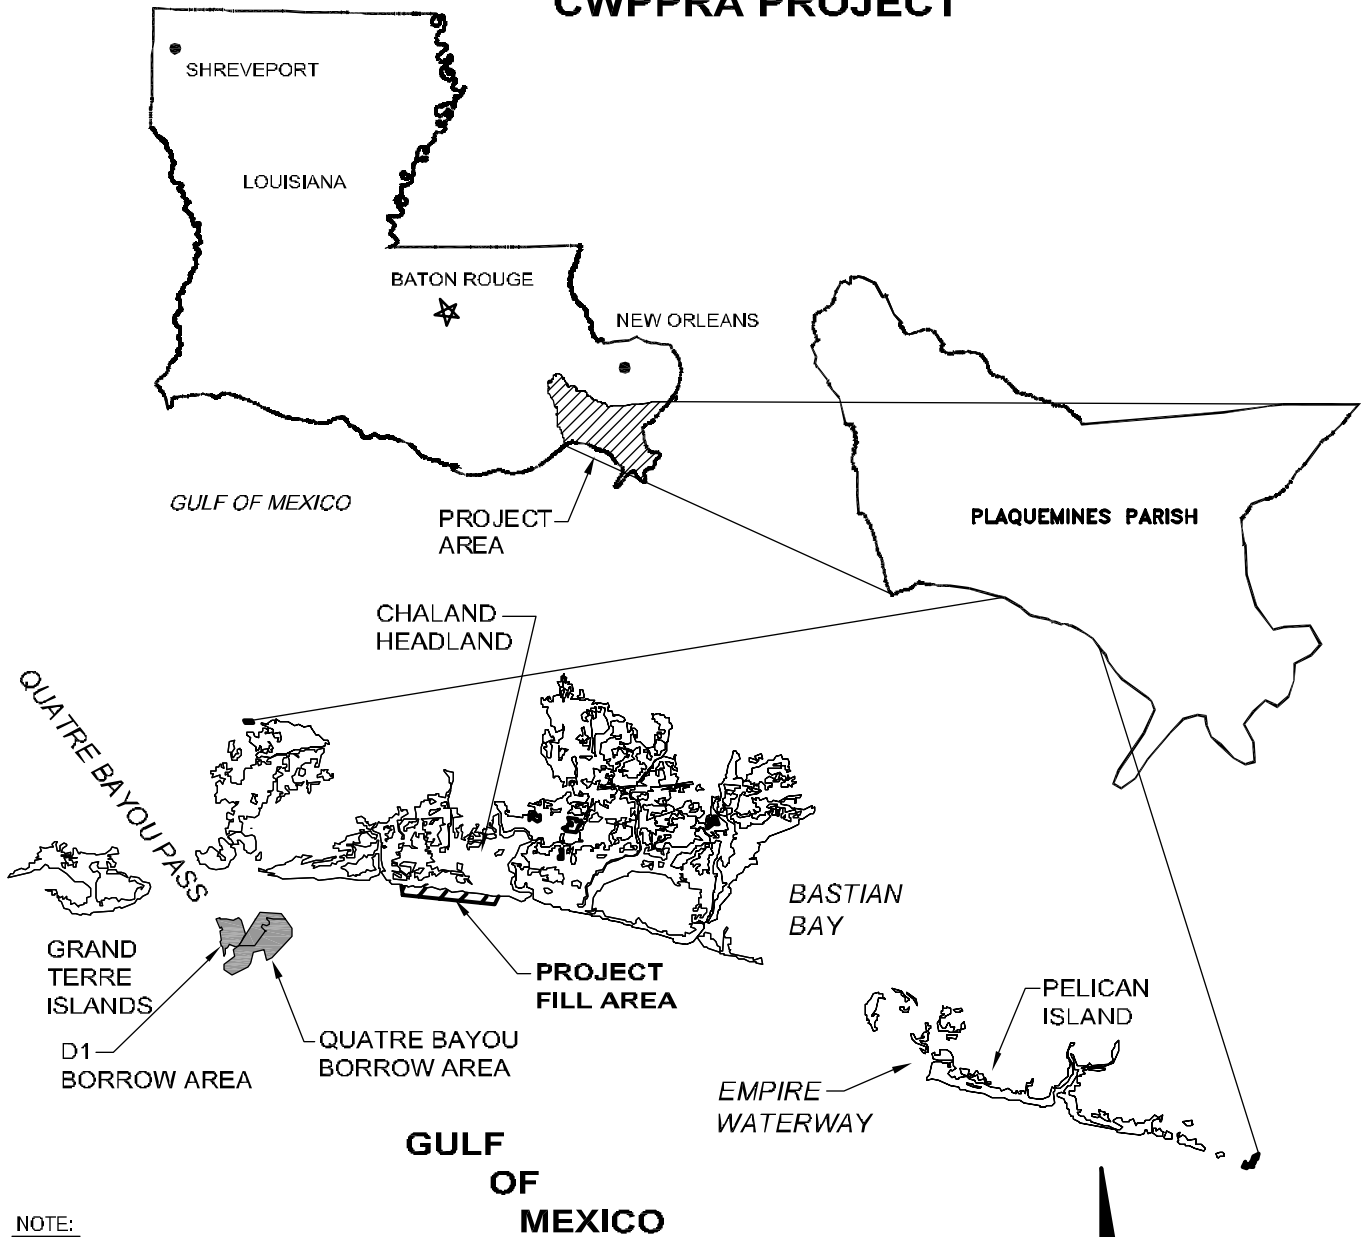 CWPPRA PROJECT
SHREVEPORT
LOUISIANA
BATON ROUGE
NEW ORLEANS
GULF OF MEXICO
PROJECT
AREA
PLAQUEMINES PARISH
CHALAND
HEADLAND
QUATRE BAYOU PASS
BASTIAN
BAY
GRAND
TERRE
ISLANDS
PROJECT
FILL AREA
D1
BORROW AREA
QUATRE BAYOU
BORROW AREA
PELICAN
ISLAND
EMPIRE
WATERWAY
GULF
OF
MEXICO
NOTE: